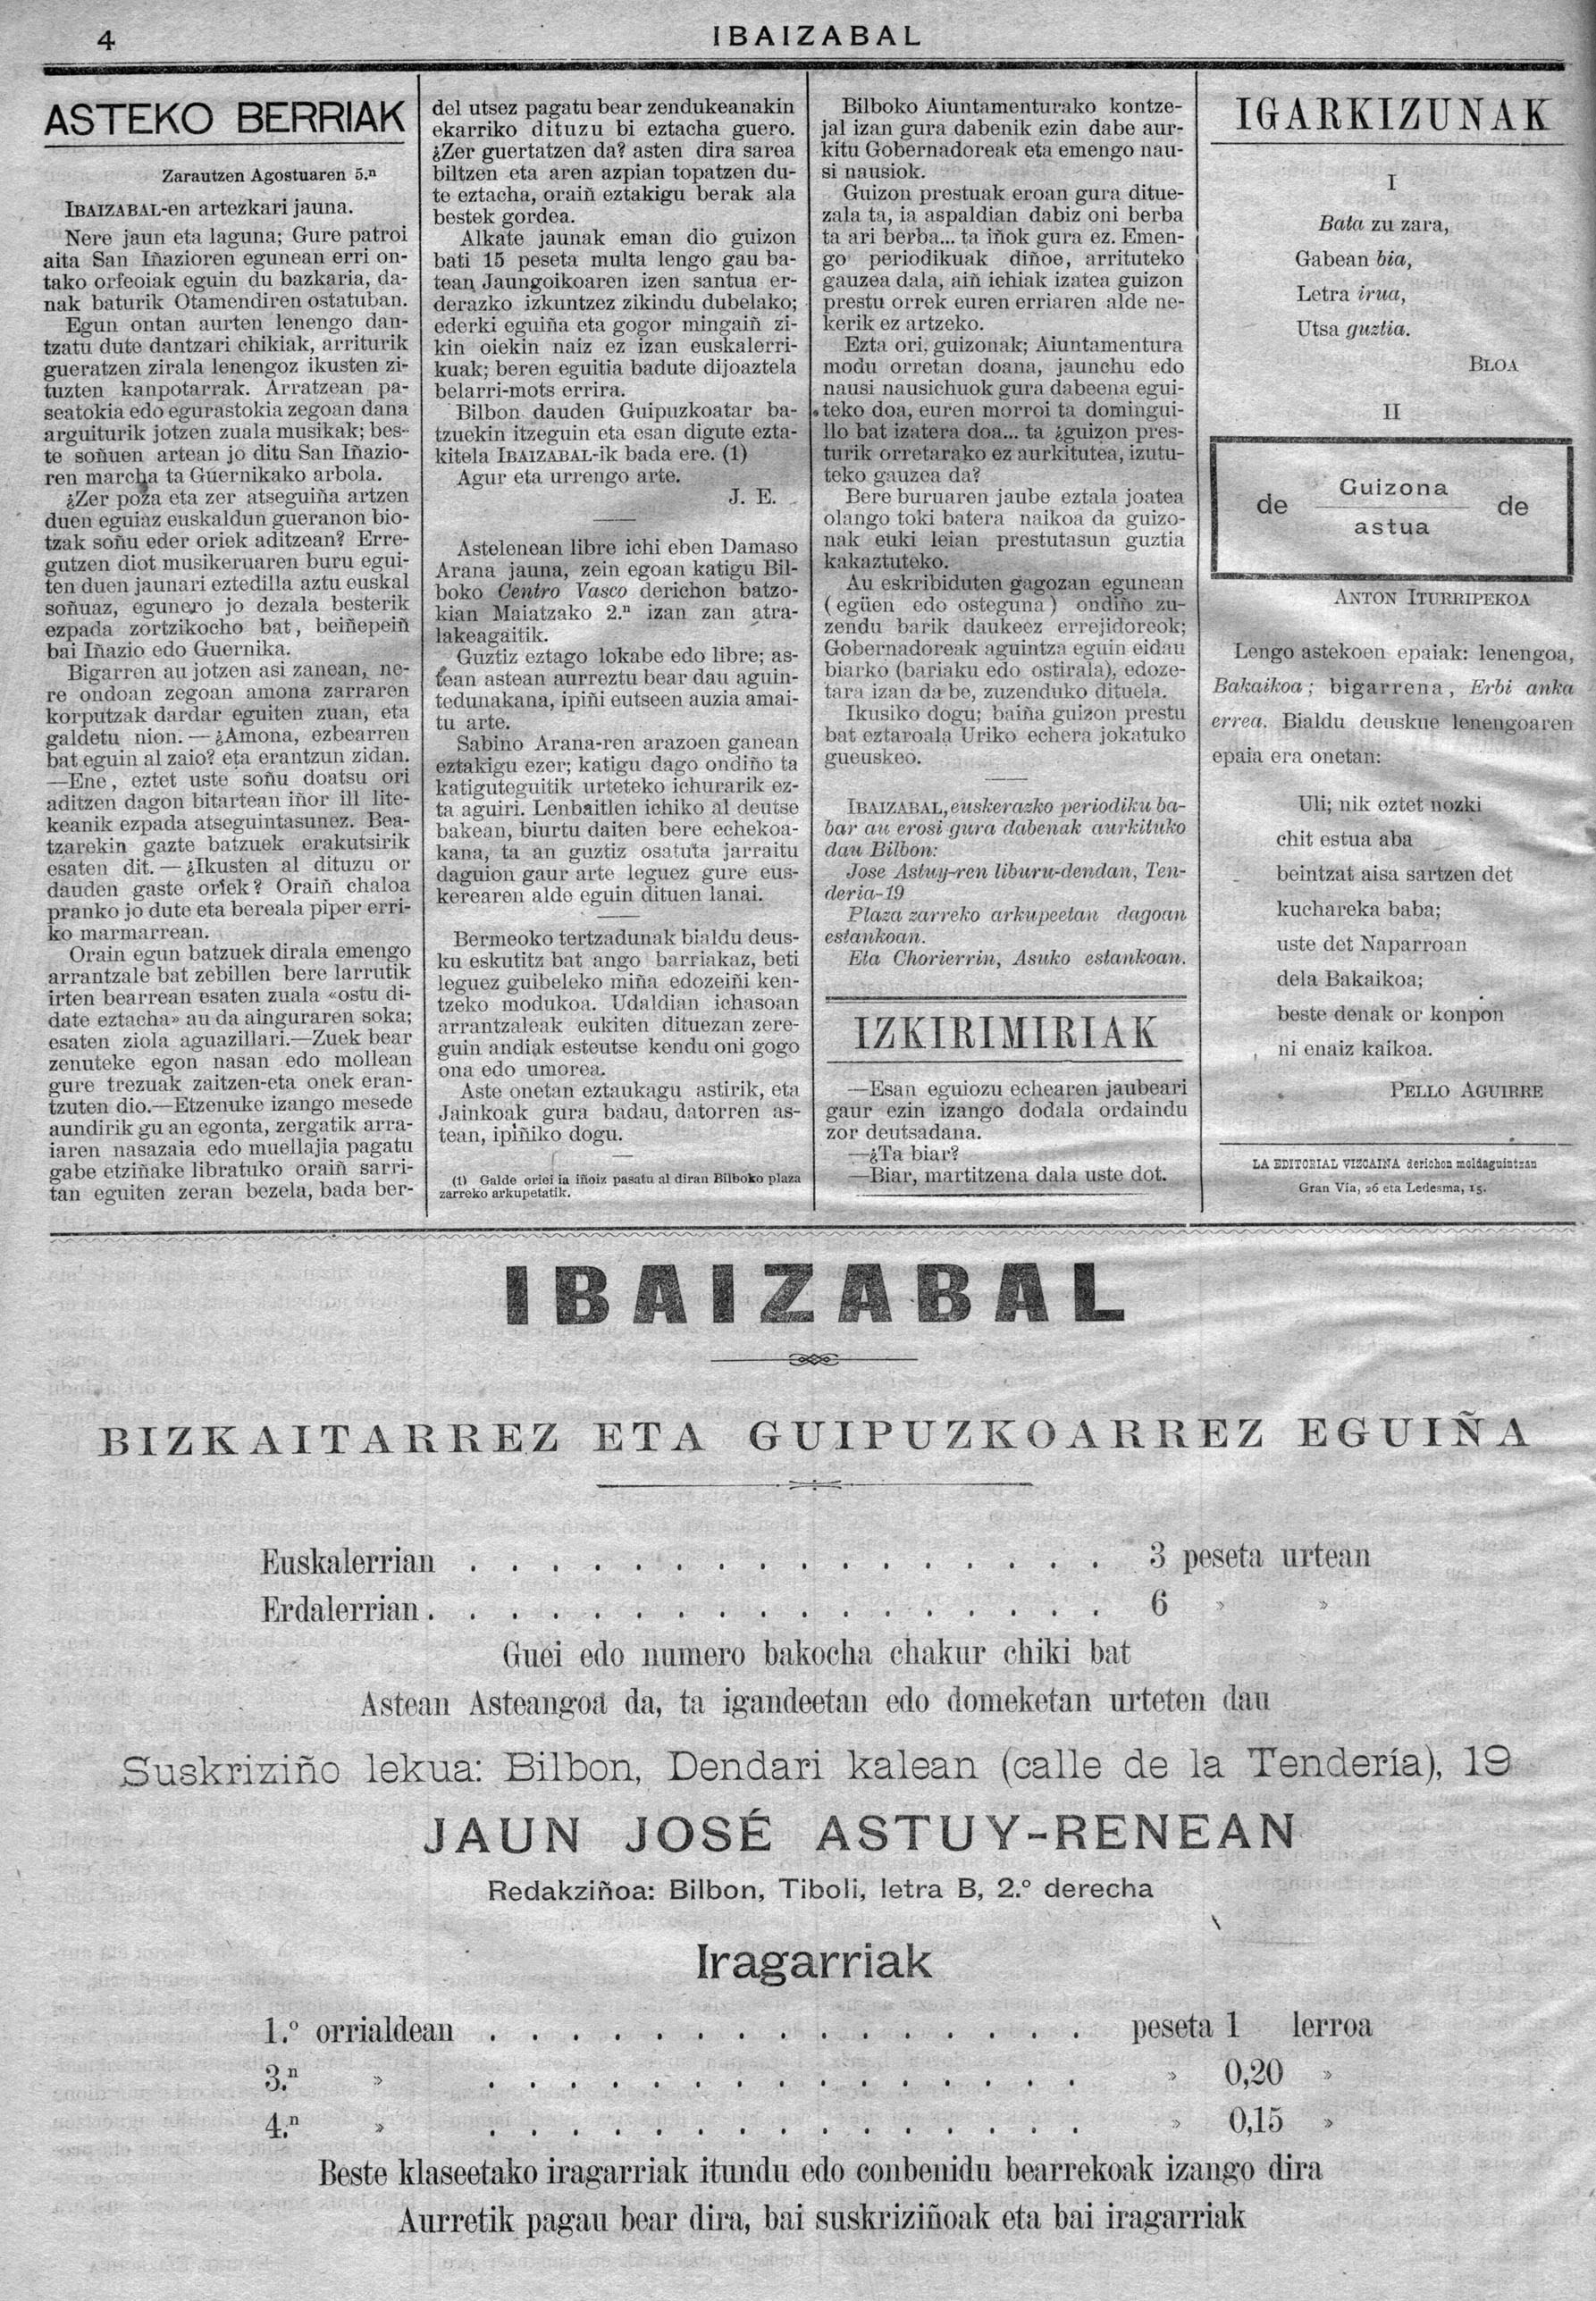 4
IBAIZABAL
ASTEKO BERRIAK
Zarautzen Agostuaren 5.n
IBAIZABAL-en artezkari jauna.
Nere jaun eta laguna; Gure patroi
aita San Iñazioren egunean erri on-
tako orfeoiak eguin du bazkaria, da-
nak baturik Otamendiren ostatuban.
Egun ontan aurten lenengo dan-
tzatu dute dantzari chikiak, arriturik
gueratzen zirala lenengoz ikusten zi-
tuzten kanpotarrak. Arratzean pa-
seatokia edo egurastokia zegoan dana
arguiturik jotzen zuala musikak; bes-
te soñuen artean jo ditu San Iñazio-
ren marcha ta Guernikako arbola.
¿Zer poza eta zer atseguiña artzen
duen eguiaz euskaldun gueranon bio-
tzak soñu eder oriek aditzean? Erre-
gutzen diot musikeruaren buru egui-
ten duen jaunari eztedilla aztu euskal
soñuaz, egunero jo dezala besterik
ezpada zortzikocho bat, beiñepeiñ
bai Iñazio edo Guernika.
Bigarren au jotzen asi zanean, ne-
re ondoan zegoan amona zarraren
korputzak dardar eguiten zuan, eta
galdetu nion.—¿Amona, ezbearren
bat eguin al zaio? eta erantzun zidan.
—Ene, eztet uste soñu doatsu ori
aditzen dagon bitartean iñor ill lite-
keanik ezpada atseguintasunez. Bea-
tzarekin gazte batzuek erakutsirik
esaten dit.—¿Ikusten al dituzu or
dauden gaste oriek? Oraiñ chaloa
pranko jo dute eta bereala piper erri-
ko marmarrean.
Orain egun batzuek dirala emengo
arrantzale bat zebillen bere larrutik
irten bearrean esaten zuala «ostu di-
date eztacha» au da ainguraren soka;
esaten ziola aguazillari.—Zuek bear
zenuteke egon nasan edo mollean
gure trezuak zaitzen-eta onek eran-
tzuten dio.—Etzenuke izango mesede
aundirik gu an egonta, zergatik arra-
iaren nasazaia edo muellajia pagatu
gabe etziñake libratuko oraiñ sarri-
tan eguiten zeran bezela, bada ber-
del utsez pagatu bear zendukeanakin
ekarriko dituzu bi eztacha guero.
¿Zer guertatzen da? asten dira sarea
biltzen eta aren azpian topatzen du-
te eztacha, oraiñ eztakigu berak ala
bestek gordea.
Alkate jaunak eman dio guizon
bati 15 peseta multa lengo gau ba-
tean Jaungoikoaren izen santua er-
derazko izkuntzez zikindu dubelako;
ederki eguiña eta gogor mingaiñ zi-
kin oiekin naiz ez izan euskalerri-
kuak; beren eguitia badute dijoaztela
belarri-mots errira.
Bilbon dauden Guipuzkoatar ba-
tzuekin itzeguin eta esan digute ezta-
kitela IBAIZABAL-ik bada ere. (1)
Agur eta urrengo arte.
J. E.
Astelenean libre ichi eben Damaso
Arana jauna, zein egoan katigu Bil-
boko Centro Vasco derichon batzo-
kian Maiatzako 2.n izan zan atra-
lakeagaitik.
Guztiz eztago lokabe edo libre; as-
tean astean aurreztu bear dau aguin-
tedunakana, ipiñi eutseen auzia amai-
tu arte.
Sabino Arana-ren arazoen ganean
eztakigu ezer; katigu dago ondiño ta
katiguteguitik urteteko ichurarik ez-
ta aguiri. Lenbaitlen ichiko al deutse
bakean, biurtu daiten bere echekoa-
kana, ta an guztiz osatuta jarraitu
daguion gaur arte leguez gure eus-
kerearen alde eguin dituen lanai.
Bermeoko tertzadunak bialdu deus-
ku eskutitz bat ango barriakaz, beti
leguez guibeleko miña edozeiñi ken-
tzeko modukoa. Udaldian ichasoan
arrantzaleak eukiten dituezan zere-
guin andiak esteutse kendu oni gogo
ona edo umorea.
Aste onetan eztaukagu astirik, eta
Jainkoak gura badau, datorren as-
tean, ipiñiko dogu.
(1) Galde oriei ia iñoiz pasatu al diran Bilboko plaza
zarreko arkupetatik.
Bilboko Aiuntamenturako kontze-
jal izan gura dabenik ezin dabe aur-
kitu Gobernadoreak eta emengo nau-
si nausiok.
Guizon prestuak eroan gura ditue-
zala ta, ia aspaldian dabiz oni berba
ta ari berba... ta iñok gura ez. Emen-
go periodikuak diñoe, arrituteko
gauzea dala, aiñ ichiak izatea guizon
prestu orrek euren erriaren alde ne-
kerik ez artzeko.
Ezta ori, guizonak; Aiuntamentura
modu orretan doana, jaunchu edo
nausi nausichuok gura dabeena egui-
teko doa, euren morroi ta domingui-
llo bat izatera doa... ta ¿guizon pres-
turik orretarako ez aurkitutea, izutu-
teko gauzea da?
Bere buruaren jaube eztala joatea
olango toki batera naikoa da guizo-
nak euki leian prestutasun guztia
kakaztuteko.
Au eskribiduten gagozan egunean
(egüen edo osteguna) ondiño zu-
zendu barik daukeez errejidoreok;
Gobernadoreak aguintza eguin eidau
biarko (bariaku edo ostirala), edoze-
tara izan da be, zuzenduko dituela.
Ikusiko dogu; baiña guizon prestu
bat eztaroala Uriko echera jokatuko
gueuskeo.
IBAIZABAL, euskerazko periodiku ba-
bar au erosi gura dabenak aurkituko
dau Bilbon:
Jose Astuy-ren liburu-dendan, Ten-
deria-19
Plaza zarreko arkupeetan dagoan
estankoan.
Eta Chorierrin, Asuko estankoan.
IZKIRIMIRIAK
—Esan eguiozu echearen jaubeari
gaur ezin izango dodala ordaindu
zor deutsadana.
—¿Ta biar?
—Biar, martitzena dala uste dot.
IGARKIZUNAK
I
Bata zu zara,
Gabean bia,
Letra irua,
Utsa guztia.
BLOA
II
de Guizona de
astua
ANTON ITURRIPEKOA
Lengo astekoen epaiak: lenengoa,
Bakaikoa; bigarrena, Erbi anka
errea. Bialdu deuskue lenengoaren
epaia era onetan:
Uli; nik eztet nozki
chit estua aba
beintzat aisa sartzen det
kuchareka baba;
uste det Naparroan
dela Bakaikoa;
beste denak or konpon
ni enaiz kaikoa.
PELLO AGUIRRE
LA EDITORIAL VIZCAINA derichon moldaguintzan
Gran Vía, 26 eta Ledesma, 15.
IBAIZABAL
BIZKAITARREZ ETA GUIPUZKOARREZ EGUIÑA
Euskalerrian . . . . . . . . . . . . . . . . 3 peseta urtean
Erdalerrian . . . . . . . . . . . . . . . . . 6 » »
Guei edo numero bakocha chakur chiki bat
Astean Asteangoa da, ta igandeetan edo domeketan urteten dau
Suskriziño lekua: Bilbon, Dendari kalean (calle de la Tendería), 19
JAUN JOSÉ ASTUY-RENEAN
Redakziñoa: Bilbon, Tiboli, letra B, 2.º derecha
Iragarriak
1.º orrialdean . . . . . . . . . . . . . . . peseta 1 lerroa
3.n » . . . . . . . . . . . . . . . » 0,20 »
4.n » . . . . . . . . . . . . . . . » 0,15 »
Beste klaseetako iragarriak itundu edo conbenidu bearrekoak izango dira
Aurretik pagau bear dira, bai suskriziñoak eta bai iragarriak